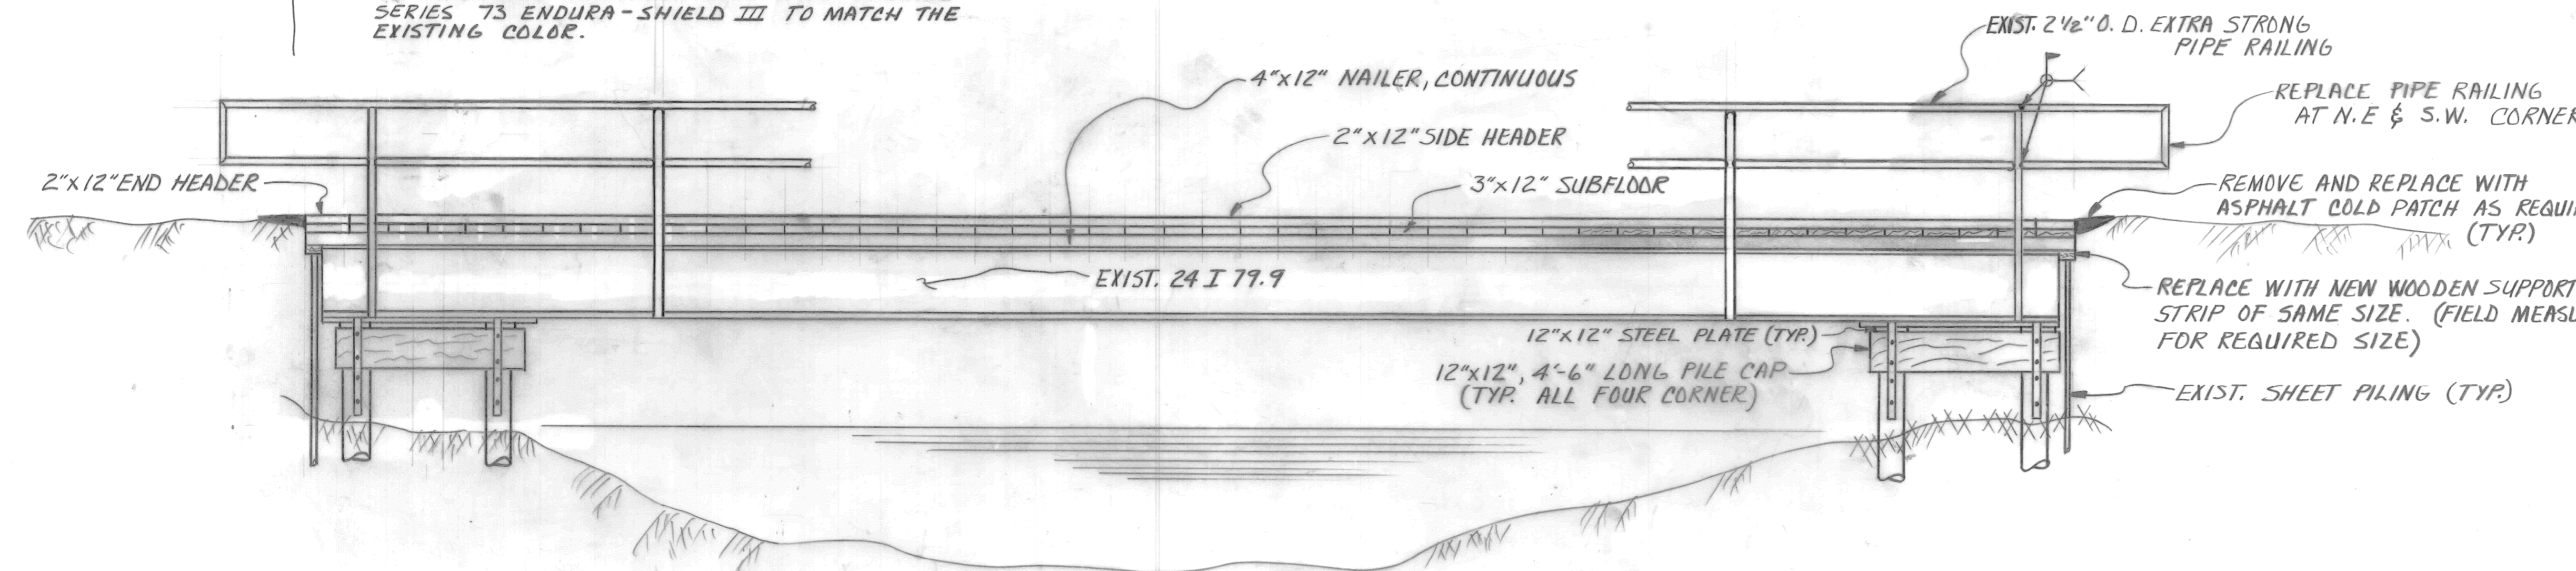 SERIES 73 ENDURA-SHIELD III TO MATCH THE
EXISTING COLOR.
EXIST. 2 1/2" O. D. EXTRA STRONG
PIPE RAILING
4"x12" NAILER, CONTINUOUS
REPLACE PIPE RAILING
AT N.E & S.W. CORNER
2"x12" SIDE HEADER
2"x12" END HEADER
3"x12" SUBFLOOR
REMOVE AND REPLACE WITH
ASPHALT COLD PATCH AS REQUI
(TYP.)
EXIST. 24 I 79.9
REPLACE WITH NEW WOODEN SUPPORT
STRIP OF SAME SIZE. (FIELD MEASU
FOR REQUIRED SIZE)
12"x12" STEEL PLATE (TYP.)
12"x12", 4'-6" LONG PILE CAP
(TYP. ALL FOUR CORNER)
EXIST. SHEET PILING (TYP.)